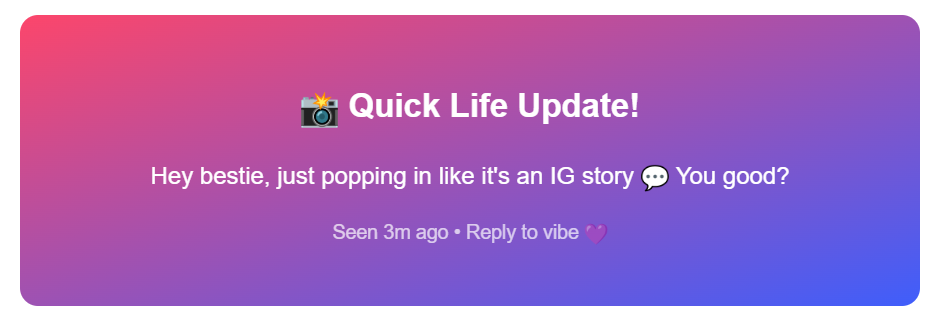 📸 Quick Life Update!
Hey bestie, just popping in like it's an IG story 💬 You good?
Seen 3m ago • Reply to vibe 💜